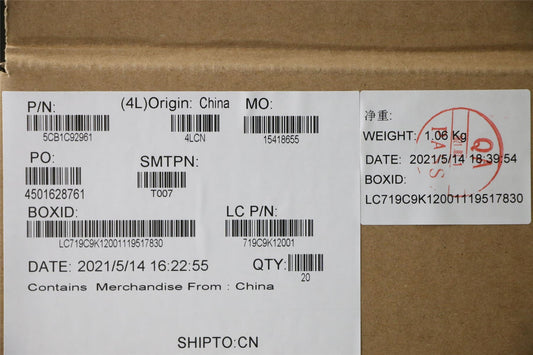 P/N:
5CB1C92961
(4L)Origin: China
4LCN
MO:
15418655
PO:
4501628761
SMTPN:
T007
BOXID:
LC719C9K12001119517830
LC P/N:
719C9K12001
DATE: 2021/5/14 16:22:55
QTY:
20
Contains Merchandise From : China
SHIPTO:CN
净重:
WEIGHT: 1.06 Kg
DATE: 2021/5/14 18:39:54
BOXID:
LC719C9K12001119517830
QA